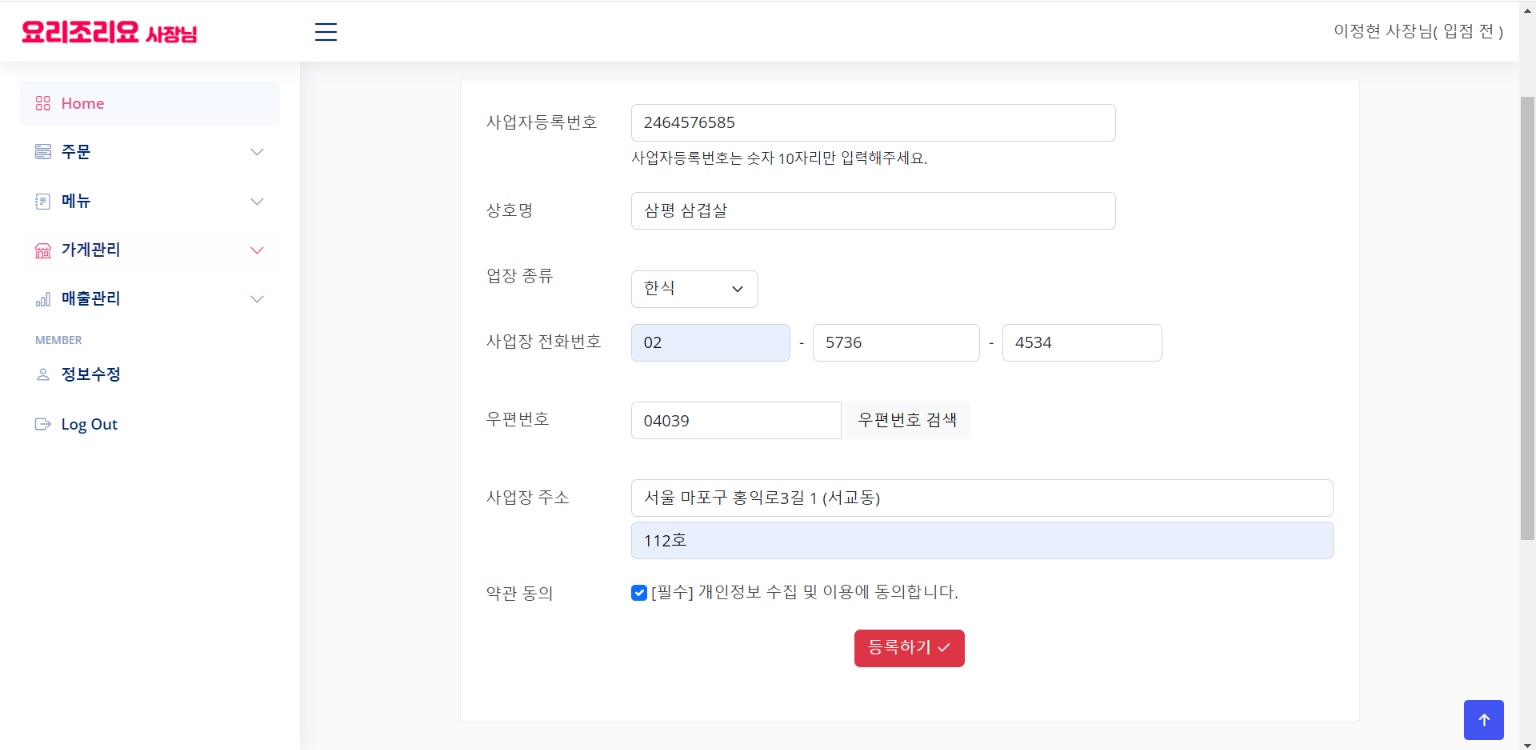 요리조리요 사장님
이정현 사장님( 입점 전 )
Home
주문
메뉴
가게관리
매출관리
MEMBER
정보수정
Log Out
사업자등록번호 2464576585
사업자등록번호는 숫자 10자리만 입력해주세요.
상호명 삼평 삼겹살
업장 종류 한식
사업장 전화번호 02 - 5736 - 4534
우편번호 04039 우편번호 검색
사업장 주소 서울 마포구 홍익로3길 1 (서교동)
112호
약관 동의 [필수] 개인정보 수집 및 이용에 동의합니다.
등록하기